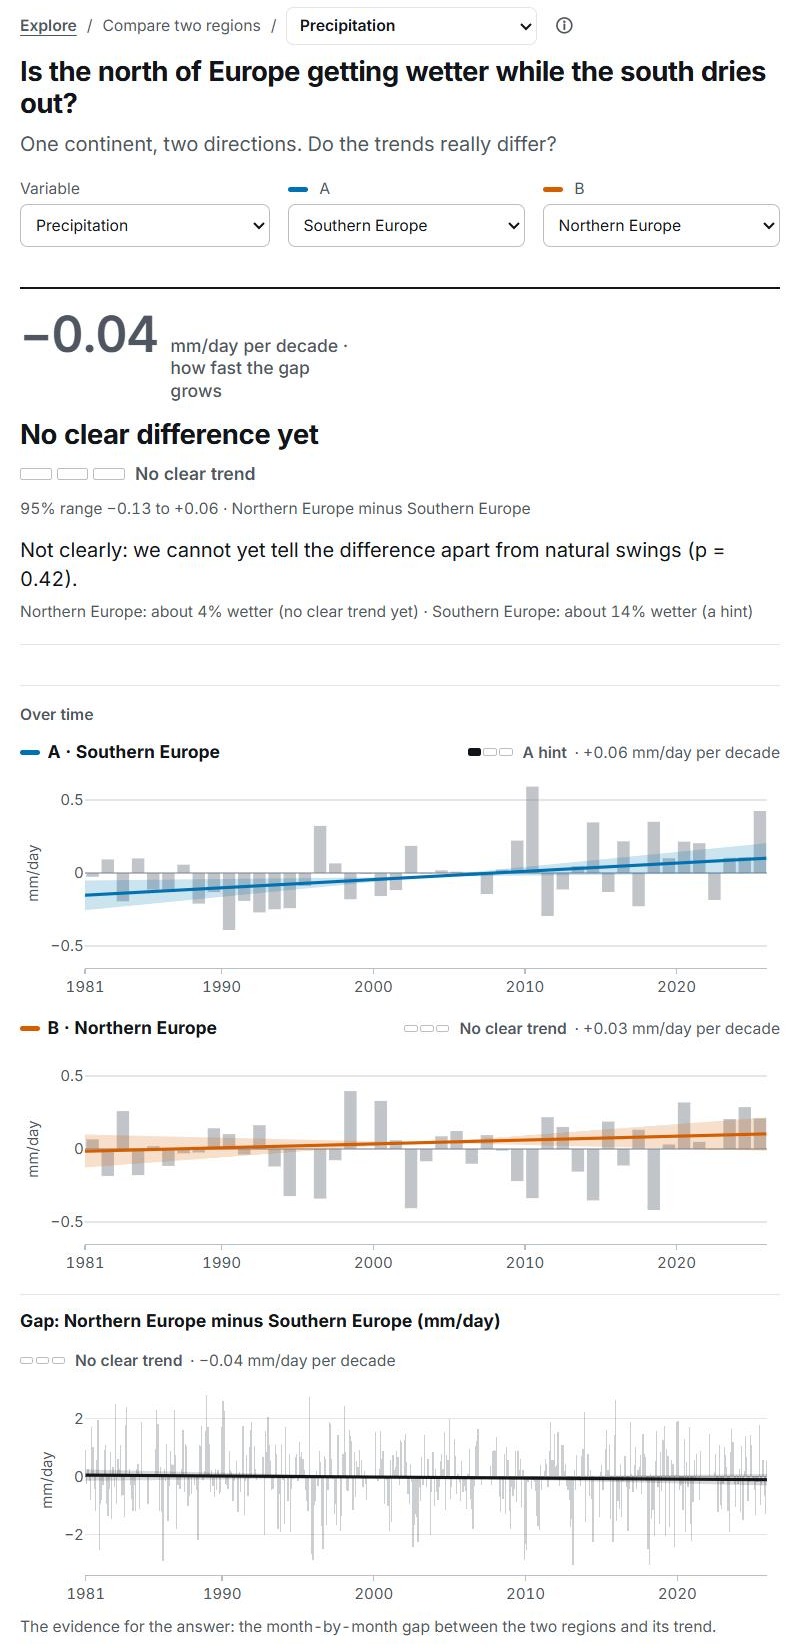 Explore / Compare two regions / Precipitation
Is the north of Europe getting wetter while the south dries
out?
One continent, two directions. Do the trends really differ?
Variable
A
B
Precipitation
Southern Europe
Northern Europe
−0.04
mm/day per decade ·
how fast the gap
grows
No clear difference yet
No clear trend
95% range −0.13 to +0.06 · Northern Europe minus Southern Europe
Not clearly: we cannot yet tell the difference apart from natural swings (p =
0.42).
Northern Europe: about 4% wetter (no clear trend yet) · Southern Europe: about 14% wetter (a hint)
Over time
A · Southern Europe
A hint · +0.06 mm/day per decade
0.5
0
−0.5
mm/day
1981 1990 2000 2010 2020
B · Northern Europe
No clear trend · +0.03 mm/day per decade
0.5
0
−0.5
mm/day
1981 1990 2000 2010 2020
Gap: Northern Europe minus Southern Europe (mm/day)
No clear trend · −0.04 mm/day per decade
2
0
−2
mm/day
1981 1990 2000 2010 2020
The evidence for the answer: the month-by-month gap between the two regions and its trend.